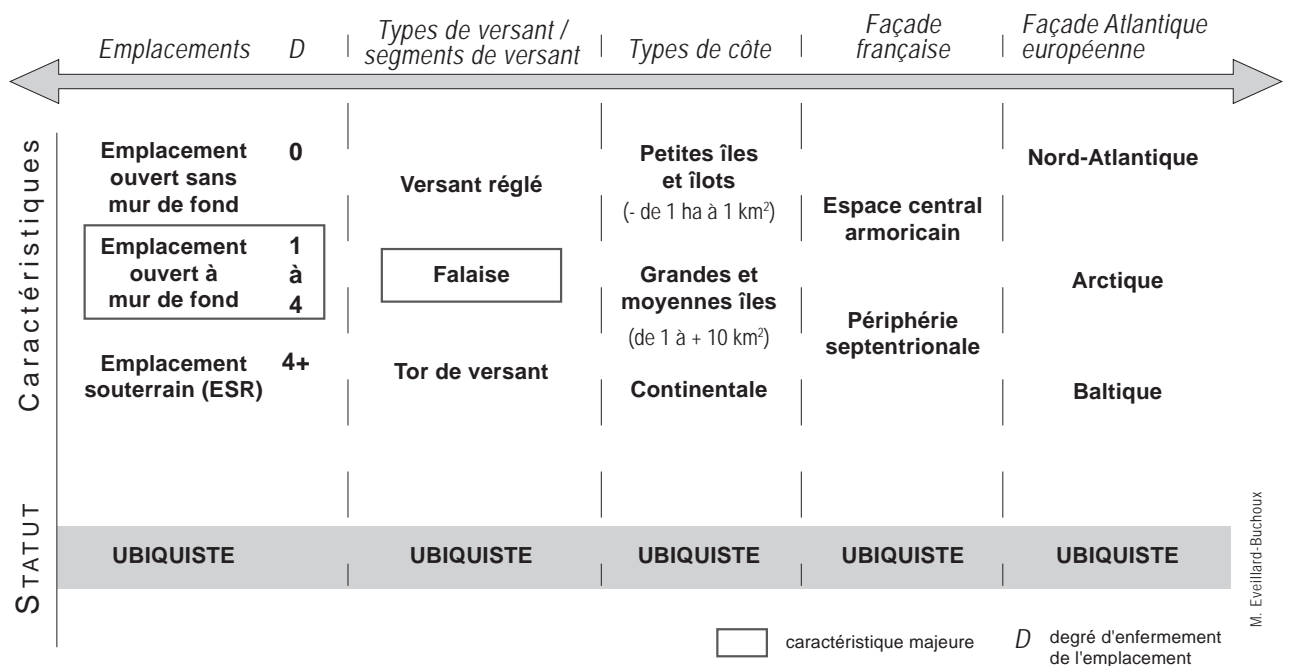 Emplacements D
Types de versant /
segments de versant
Types de côte
Façade
française
Façade Atlantique
européenne
Caractéristiques
Emplacement 0
ouvert sans
mur de fond
Emplacement 1
ouvert à à
mur de fond 4
Emplacement 4+
souterrain (ESR)
Versant réglé
Falaise
Tor de versant
Petites îles
et îlots
(- de 1 ha à 1 km²)
Grandes et
moyennes îles
(de 1 à + 10 km²)
Continentale
Espace central
armoricain
Périphérie
septentrionale
Nord-Atlantique
Arctique
Baltique
STATUT
UBIQUISTE UBIQUISTE UBIQUISTE UBIQUISTE UBIQUISTE
M. Eveillard-Buchoux
caractéristique majeure
D degré d'enfermement
de l'emplacement